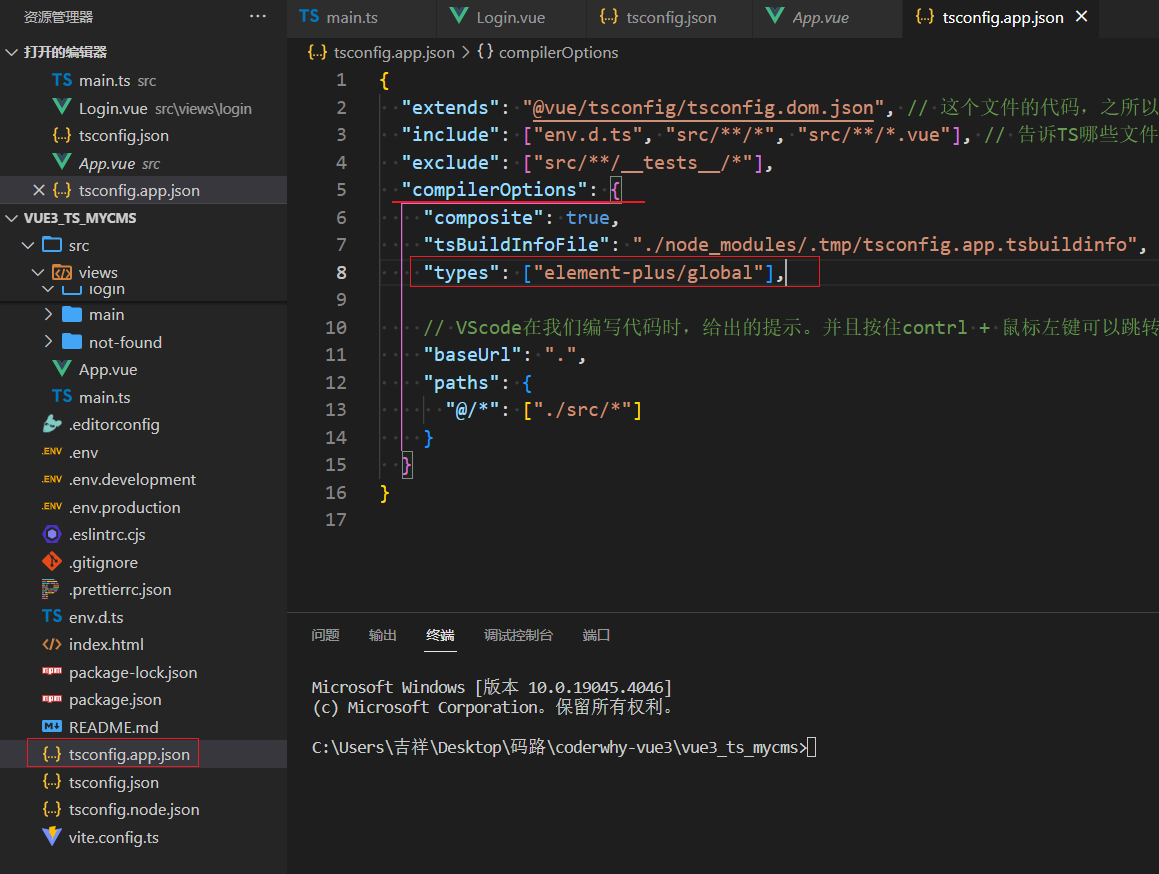 资源管理器
打开的编辑器
TS main.ts src
Login.vue src\views\login
{..} tsconfig.json
App.vue src
{..} tsconfig.app.json
VUE3_TS_MYCMS
src
views
login
main
not-found
App.vue
TS main.ts
.editorconfig
.ENV .env
.ENV .env.development
.ENV .env.production
.eslintrc.cjs
.gitignore
.prettierrc.json
TS env.d.ts
index.html
npm package-lock.json
npm package.json
README.md
{..} tsconfig.app.json
{..} tsconfig.json
{..} tsconfig.node.json
vite.config.ts
TS main.ts Login.vue {..} tsconfig.json App.vue {..} tsconfig.app.json
{..} tsconfig.app.json > {} compilerOptions
1 {
2 "extends": "@vue/tsconfig/tsconfig.dom.json", // 这个文件的代码，之所以
3 "include": ["env.d.ts", "src/**/*", "src/**/*.vue"], // 告诉TS哪些文件
4 "exclude": ["src/**/__tests__/*"],
5 "compilerOptions": {
6 "composite": true,
7 "tsBuildInfoFile": "./node_modules/.tmp/tsconfig.app.tsbuildinfo",
8 "types": ["element-plus/global"],
9
10 // VScode在我们编写代码时，给出的提示。并且按住contrl + 鼠标左键可以跳转
11 "baseUrl": ".",
12 "paths": {
13 "@/*": ["./src/*"]
14 }
15 }
16 }
17
问题 输出 终端 调试控制台 端口
Microsoft Windows [版本 10.0.19045.4046]
(c) Microsoft Corporation。保留所有权利。
C:\Users\吉祥\Desktop\码路\coderwhy-vue3\vue3_ts_mycms>